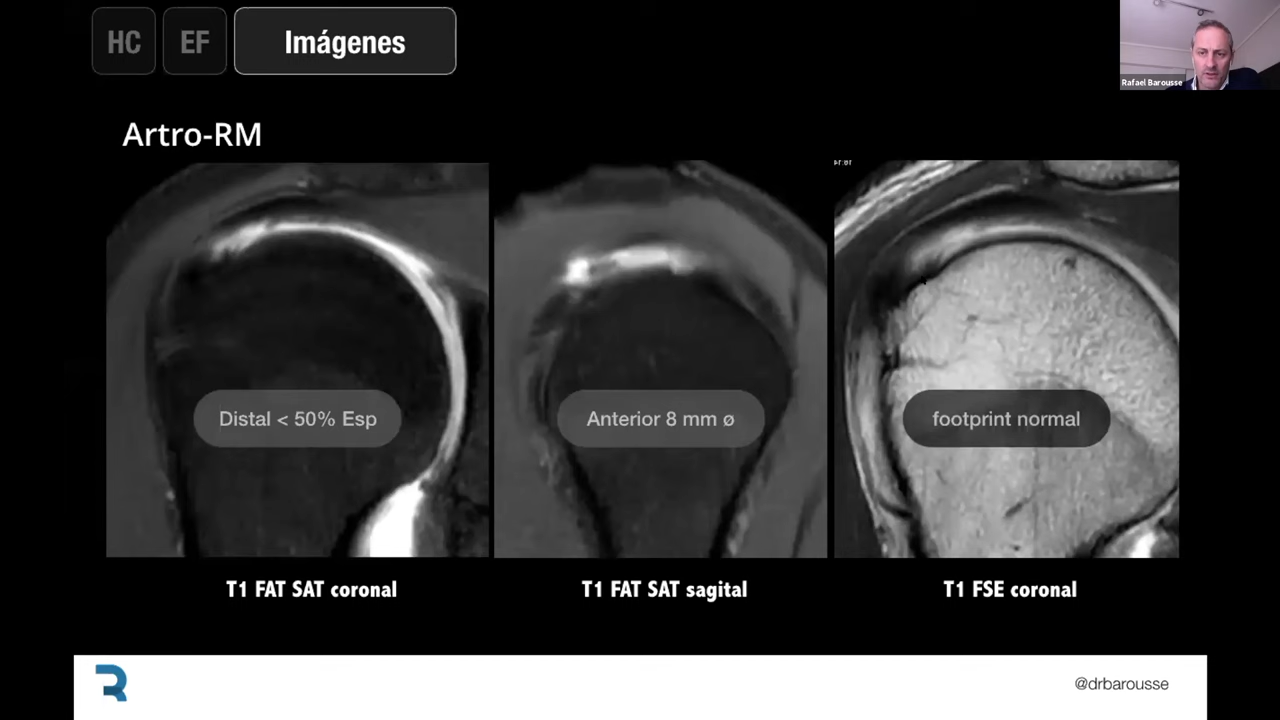 HC
EF
Imágenes
Rafael Barousse
Artro-RM
Distal < 50% Esp
Anterior 8 mm ø
footprint normal
T1 FAT SAT coronal
T1 FAT SAT sagital
T1 FSE coronal
@drbarousse